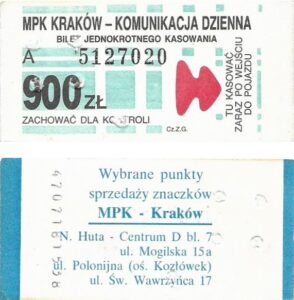 MPK KRAKÓW – KOMUNIKACJA DZIENNA
BILET JEDNOKROTNEGO KASOWANIA
A 5127020
900 ZŁ
ZACHOWAĆ DLA KONTROLI
Cz.Z.G.
TU KASOWAĆ
ZARAZ PO WEJŚCIU
DO POJAZDU
Wybrane punkty
sprzedaży znaczków
MPK - Kraków
N. Huta - Centrum D bl. 7
ul. Mogilska 15a
ul. Polonijna (oś. Kozłówek)
ul. Św. Wawrzyńca 17